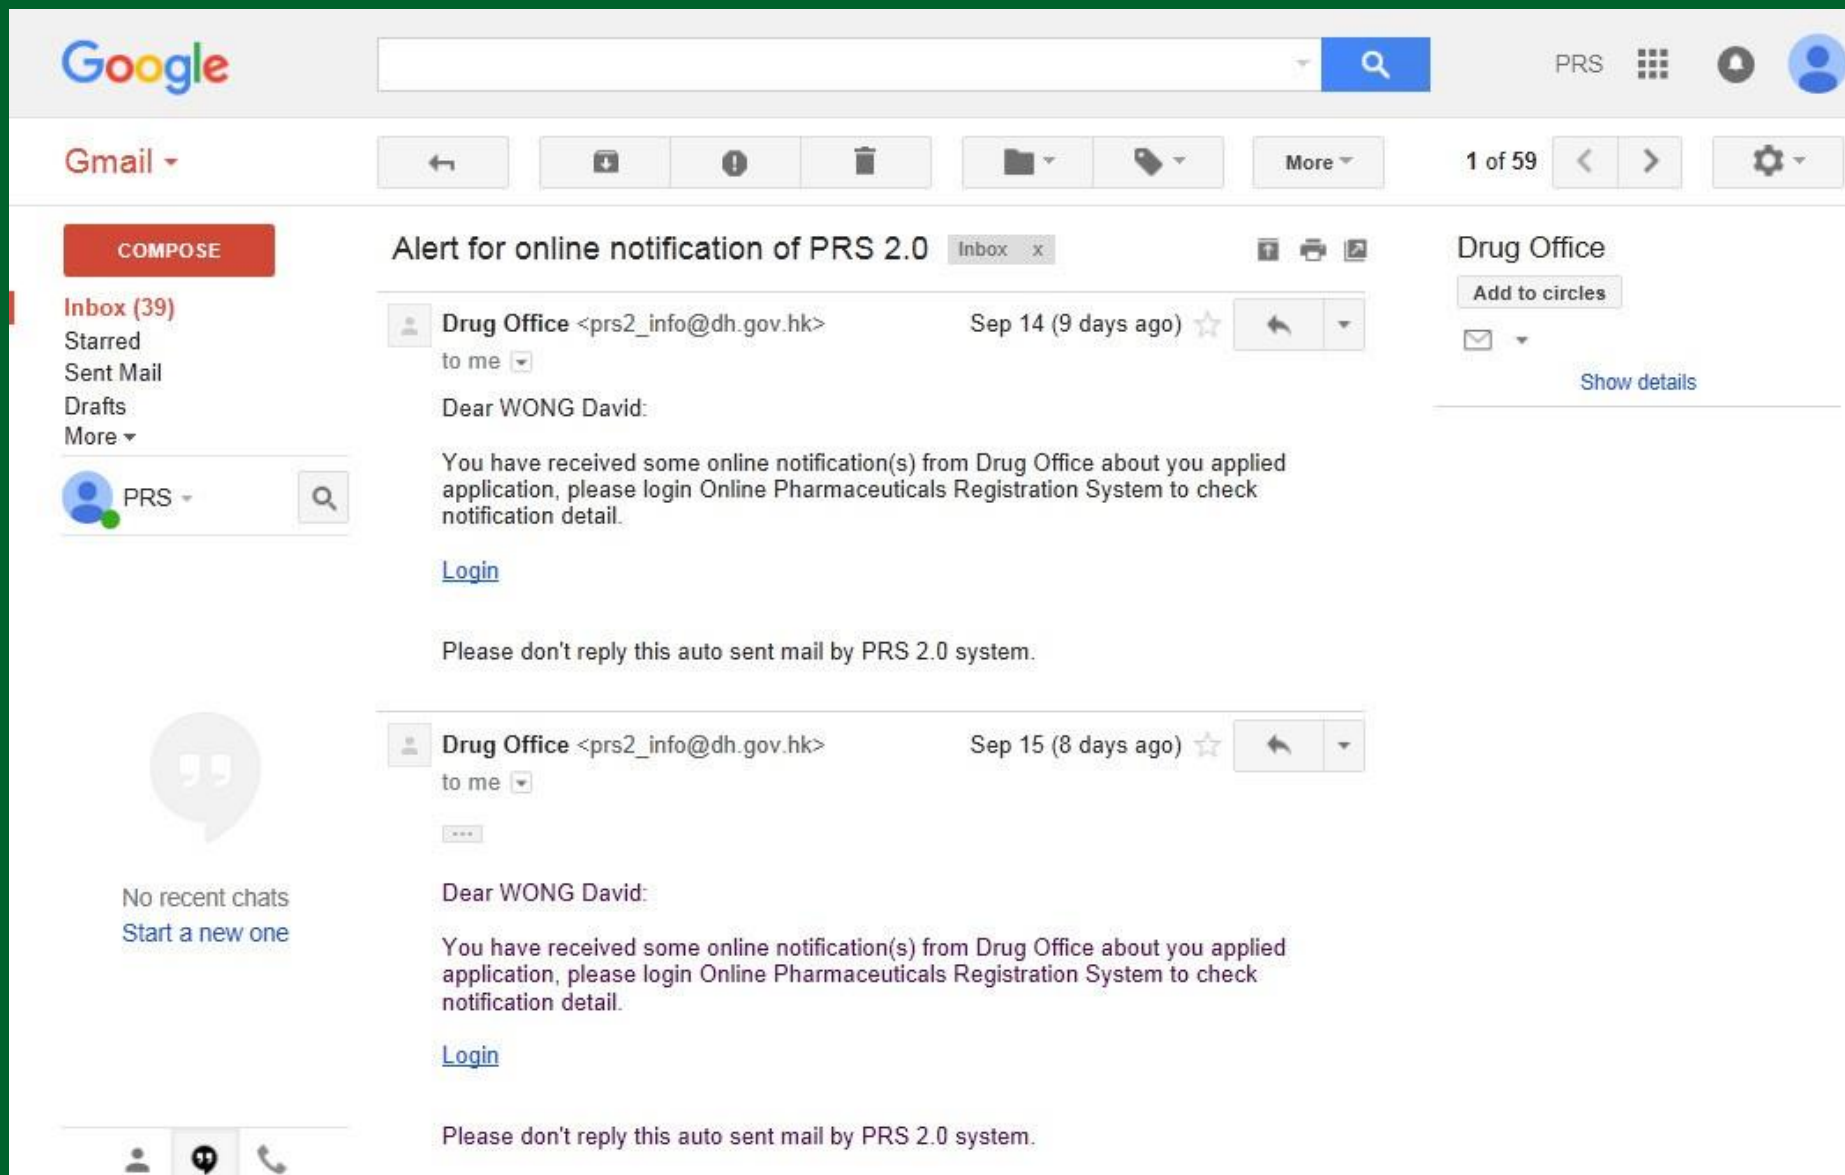 Google
PRS
Gmail
More
1 of 59
COMPOSE
Inbox (39)
Starred
Sent Mail
Drafts
More
PRS
No recent chats
Start a new one
Alert for online notification of PRS 2.0 Inbox x
Drug Office <prs2_info@dh.gov.hk> Sep 14 (9 days ago)
to me
Dear WONG David:
You have received some online notification(s) from Drug Office about you applied
application, please login Online Pharmaceuticals Registration System to check
notification detail.
Login
Please don't reply this auto sent mail by PRS 2.0 system.
Drug Office <prs2_info@dh.gov.hk> Sep 15 (8 days ago)
to me
Dear WONG David:
You have received some online notification(s) from Drug Office about you applied
application, please login Online Pharmaceuticals Registration System to check
notification detail.
Login
Please don't reply this auto sent mail by PRS 2.0 system.
Drug Office
Add to circles
Show details